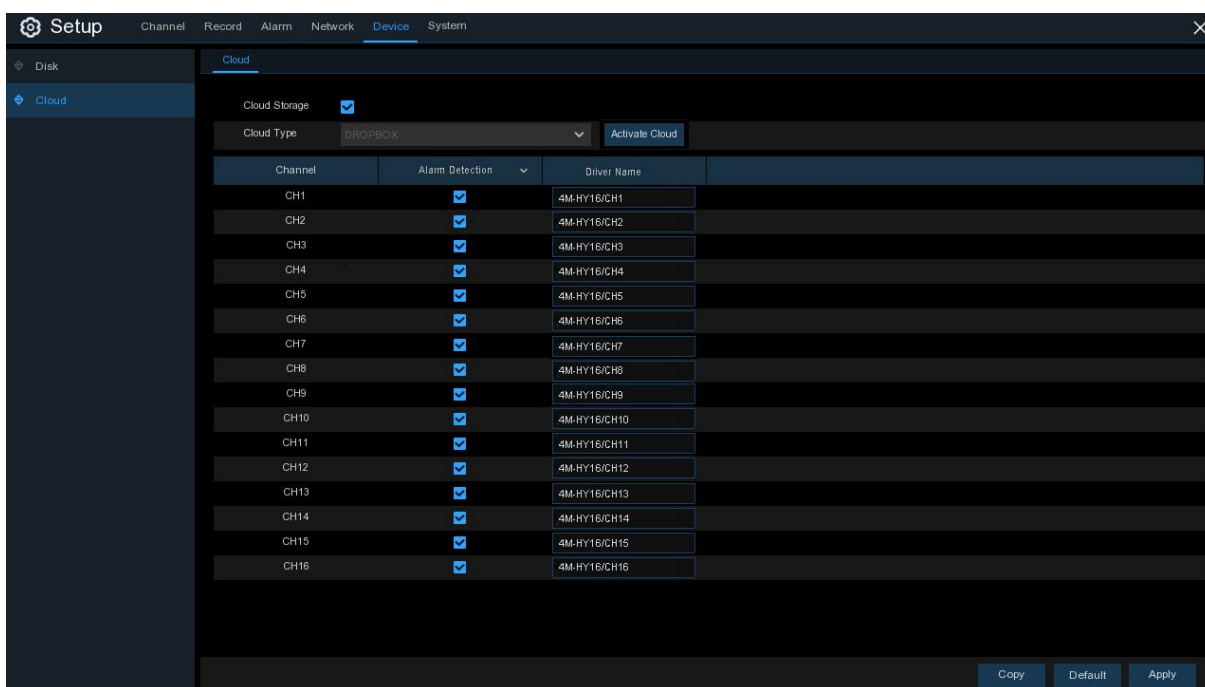 Setup Channel Record Alarm Network Device System
Disk
Cloud
Cloud
Cloud Storage
Cloud Type DROPBOX Activate Cloud
Channel Alarm Detection Driver Name
CH1 4M-HY16/CH1
CH2 4M-HY16/CH2
CH3 4M-HY16/CH3
CH4 4M-HY16/CH4
CH5 4M-HY16/CH5
CH6 4M-HY16/CH6
CH7 4M-HY16/CH7
CH8 4M-HY16/CH8
CH9 4M-HY16/CH9
CH10 4M-HY16/CH10
CH11 4M-HY16/CH11
CH12 4M-HY16/CH12
CH13 4M-HY16/CH13
CH14 4M-HY16/CH14
CH15 4M-HY16/CH15
CH16 4M-HY16/CH16
Copy Default Apply